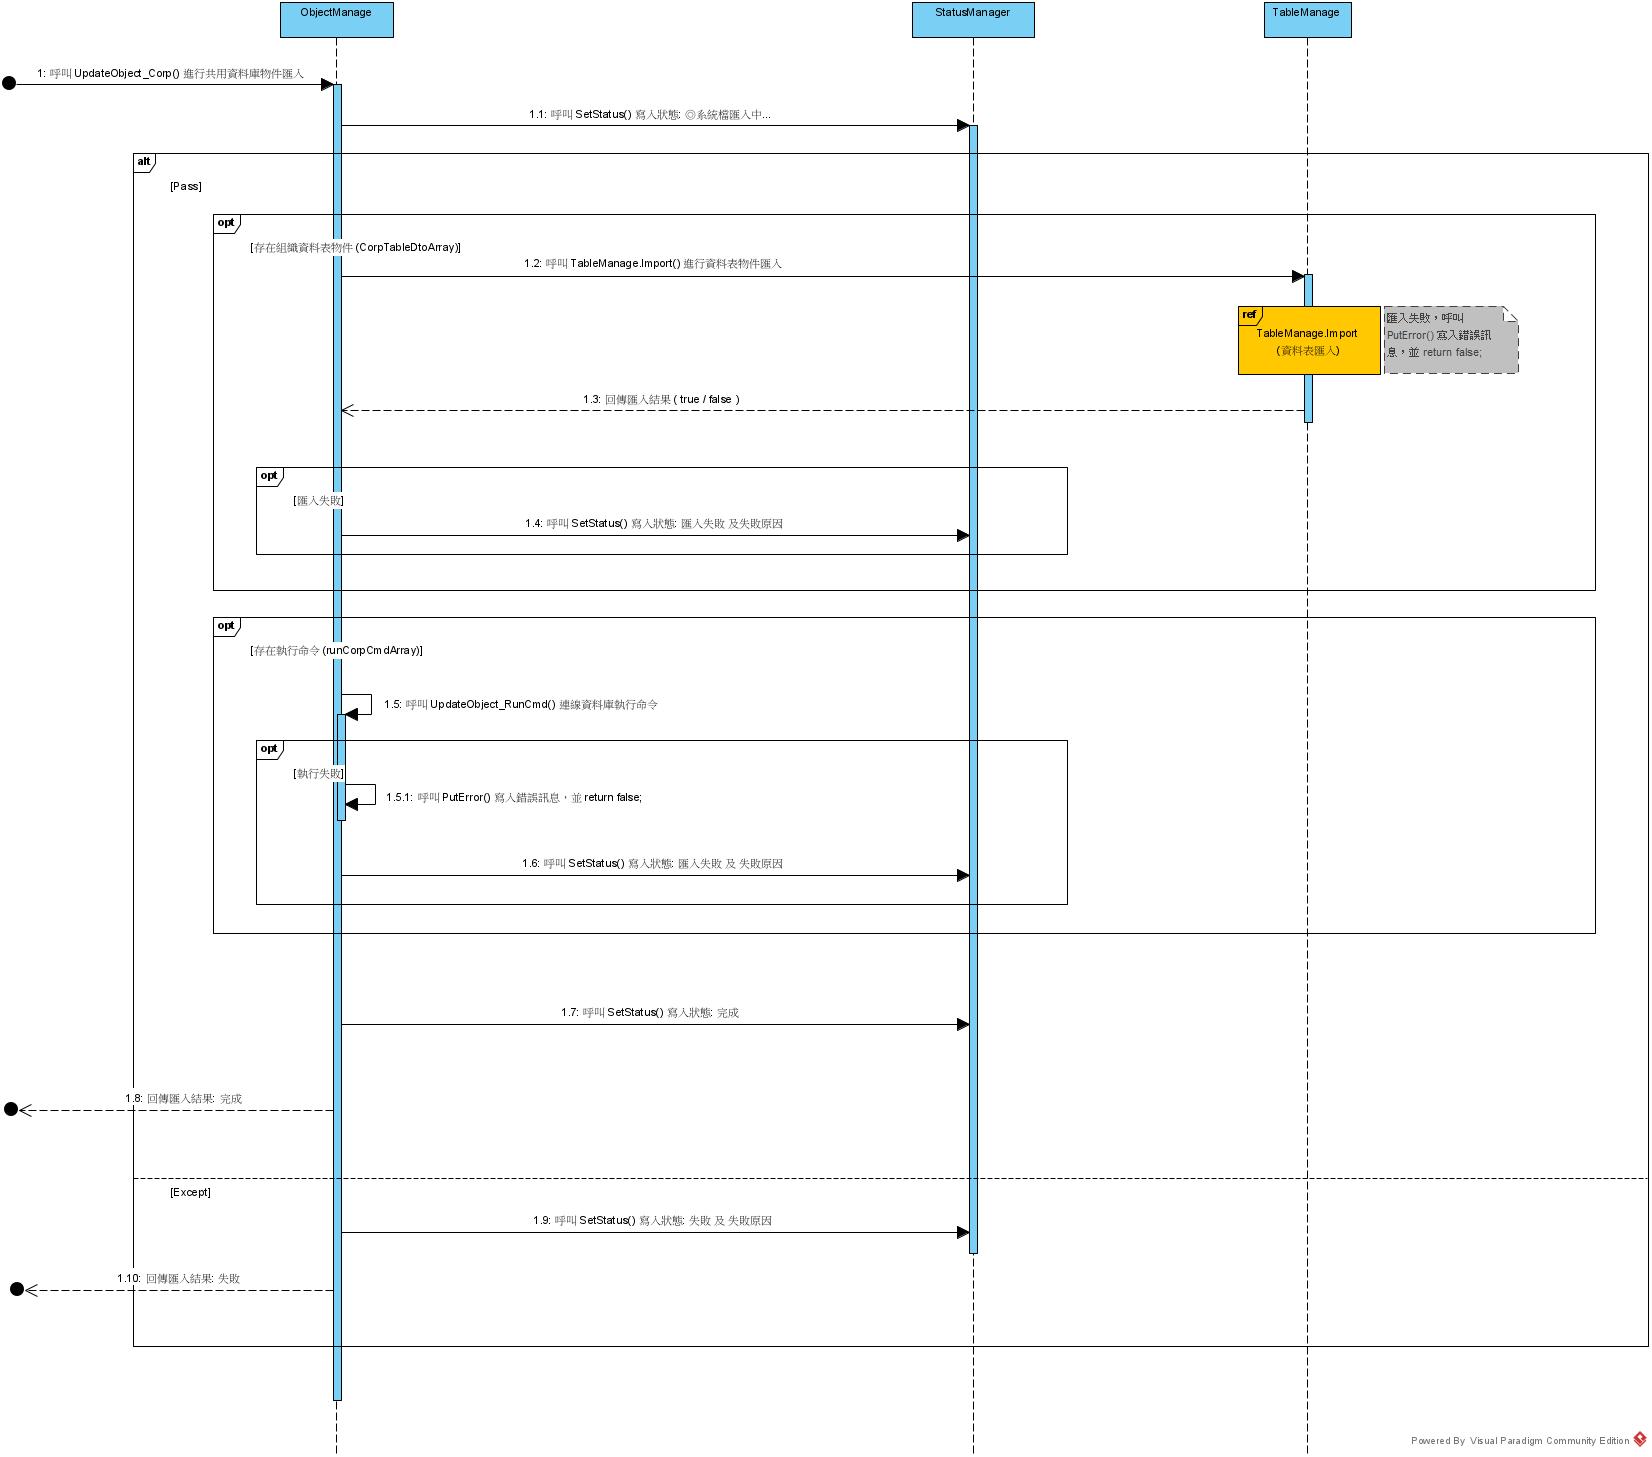 ObjectManage
StatusManager
TableManage
1: 呼叫 UpdateObject_Corp() 進行共用資料庫物件匯入
1.1: 呼叫 SetStatus() 寫入狀態: ◎系統檔匯入中...
alt
[Pass]
opt
[存在組織資料表物件 (CorpTableDtoArray)]
1.2: 呼叫 TableManage.Import() 進行資料表物件匯入
ref
TableManage.Import
(資料表匯入)
匯入失敗，呼叫
PutError() 寫入錯誤訊
息，並 return false;
1.3: 回傳匯入結果 ( true / false )
opt
[匯入失敗]
1.4: 呼叫 SetStatus() 寫入狀態: 匯入失敗 及失敗原因
opt
[存在執行命令 (runCorpCmdArray)]
1.5: 呼叫 UpdateObject_RunCmd() 連線資料庫執行命令
opt
[執行失敗]
1.5.1: 呼叫 PutError() 寫入錯誤訊息，並 return false;
1.6: 呼叫 SetStatus() 寫入狀態: 匯入失敗 及 失敗原因
1.7: 呼叫 SetStatus() 寫入狀態: 完成
1.8: 回傳匯入結果: 完成
[Except]
1.9: 呼叫 SetStatus() 寫入狀態: 失敗 及 失敗原因
1.10: 回傳匯入結果: 失敗
Powered By Visual Paradigm Community Edition